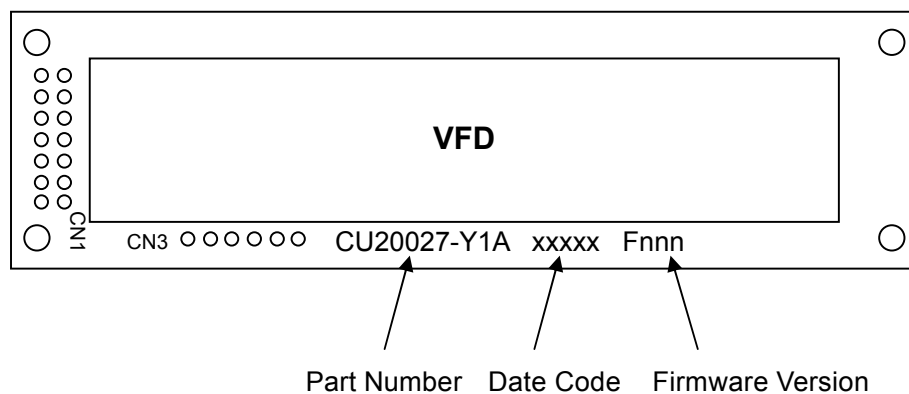 VFD
CN1
CN3 CU20027-Y1A xxxxx Fnnn
Part Number Date Code Firmware Version